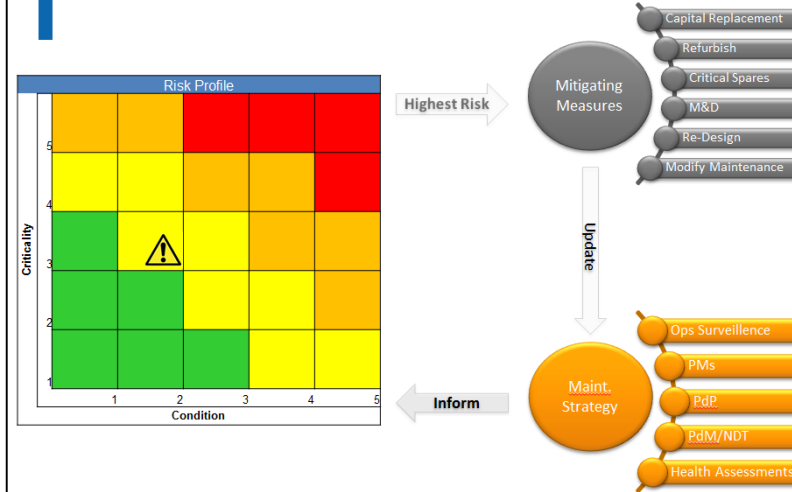 Risk Profile
Criticality
5
4
3
2
1
1 2 3 4 5
Condition
Highest Risk
Mitigating
Measures
Capital Replacement
Refurbish
Critical Spares
M&D
Re-Design
Modify Maintenance
Update
Maint.
Strategy
Ops Surveillence
PMs
PdP
PdM/NDT
Health Assessments
Inform